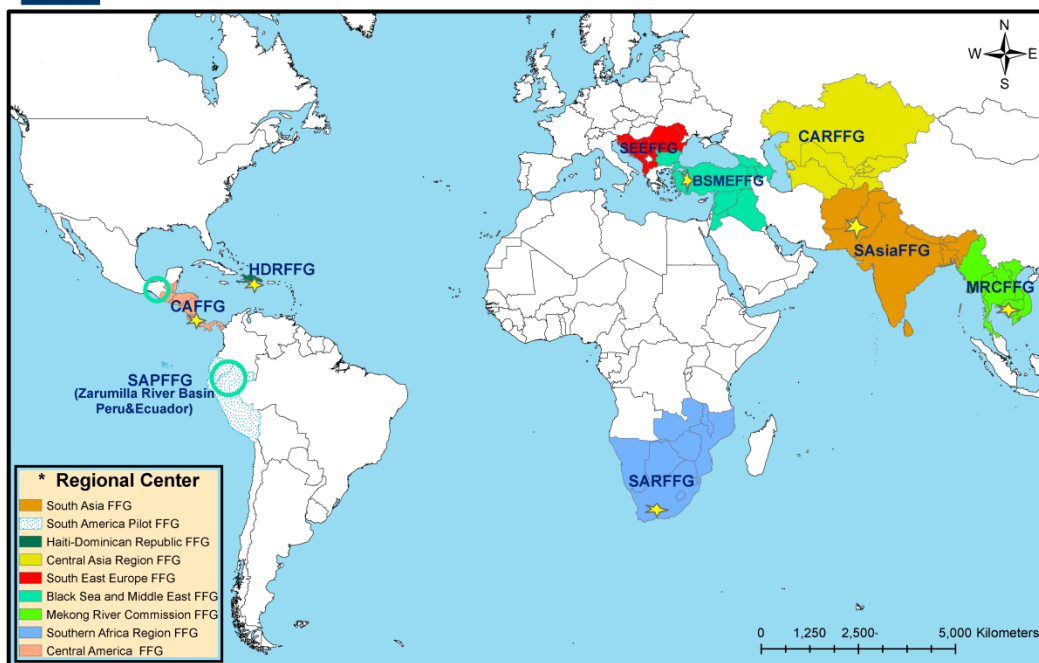 N
W E
S
CARFFG
SEEFFG
BSMEFFG
SAsiaFFG
HDRFFG
MRCFFG
CAFFG
SAPFFG
(Zarumilla River Basin
Peru&Ecuador)
SARFFG
* Regional Center
South Asia FFG
South America Pilot FFG
Haiti-Dominican Republic FFG
Central Asia Region FFG
South East Europe FFG
Black Sea and Middle East FFG
Mekong River Commission FFG
Southern Africa Region FFG
Central America FFG
0 1,250 2,500 5,000 Kilometers